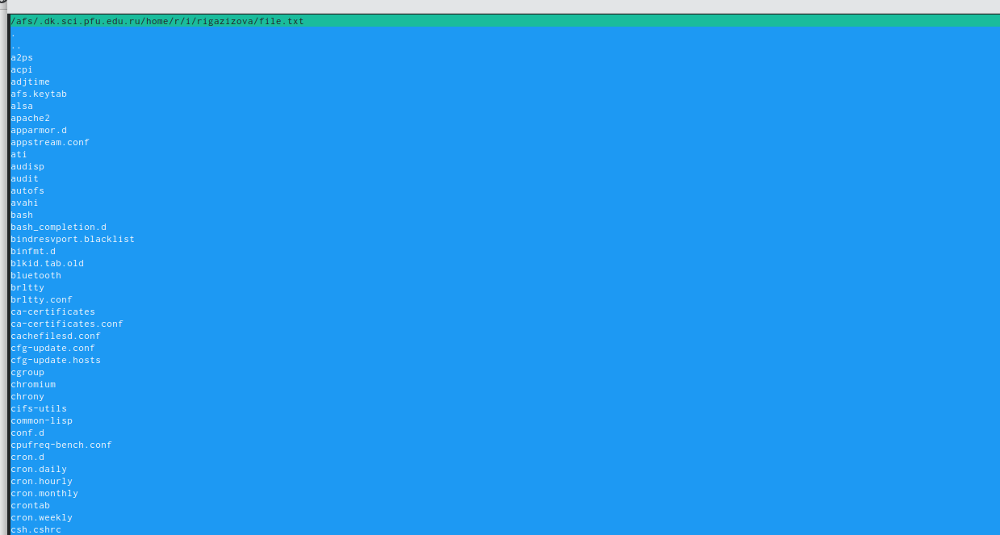 /afs/.dk.sci.pfu.edu.ru/home/r/i/rigazizova/file.txt
.
..
a2ps
acpi
adjtime
afs.keytab
alsa
apache2
apparmor.d
appstream.conf
ati
audisp
audit
autofs
avahi
bash
bash_completion.d
bindresvport.blacklist
binfmt.d
blkid.tab.old
bluetooth
brltty
brltty.conf
ca-certificates
ca-certificates.conf
cachefilesd.conf
cfg-update.conf
cfg-update.hosts
cgroup
chromium
chrony
cifs-utils
common-lisp
conf.d
cpufreq-bench.conf
cron.d
cron.daily
cron.hourly
cron.monthly
crontab
cron.weekly
csh.cshrc